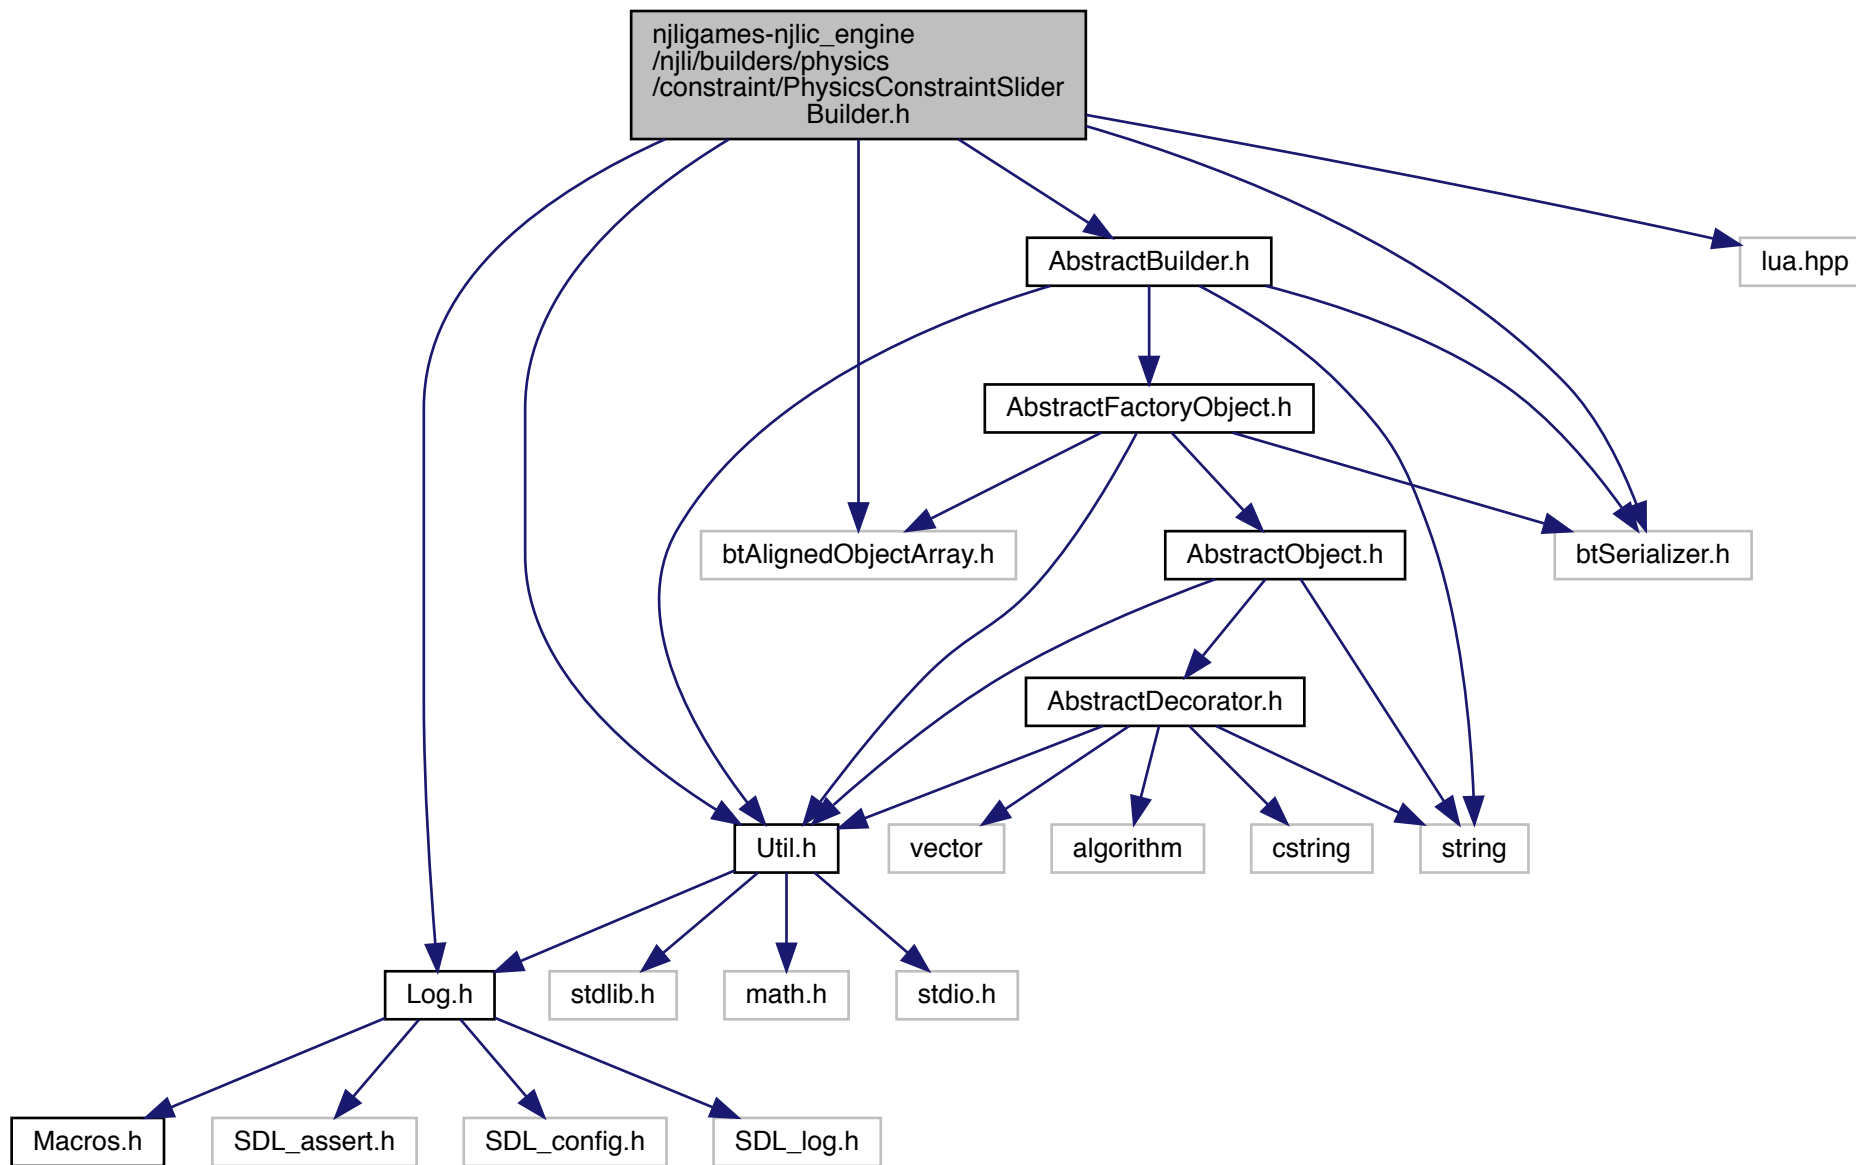 njligames-njlic_engine
/njli/builders/physics
/constraint/PhysicsConstraintSlider
Builder.h
AbstractBuilder.h
lua.hpp
AbstractFactoryObject.h
btAlignedObjectArray.h
AbstractObject.h
btSerializer.h
AbstractDecorator.h
Util.h
vector
algorithm
cstring
string
Log.h
stdlib.h
math.h
stdio.h
Macros.h
SDL_assert.h
SDL_config.h
SDL_log.h